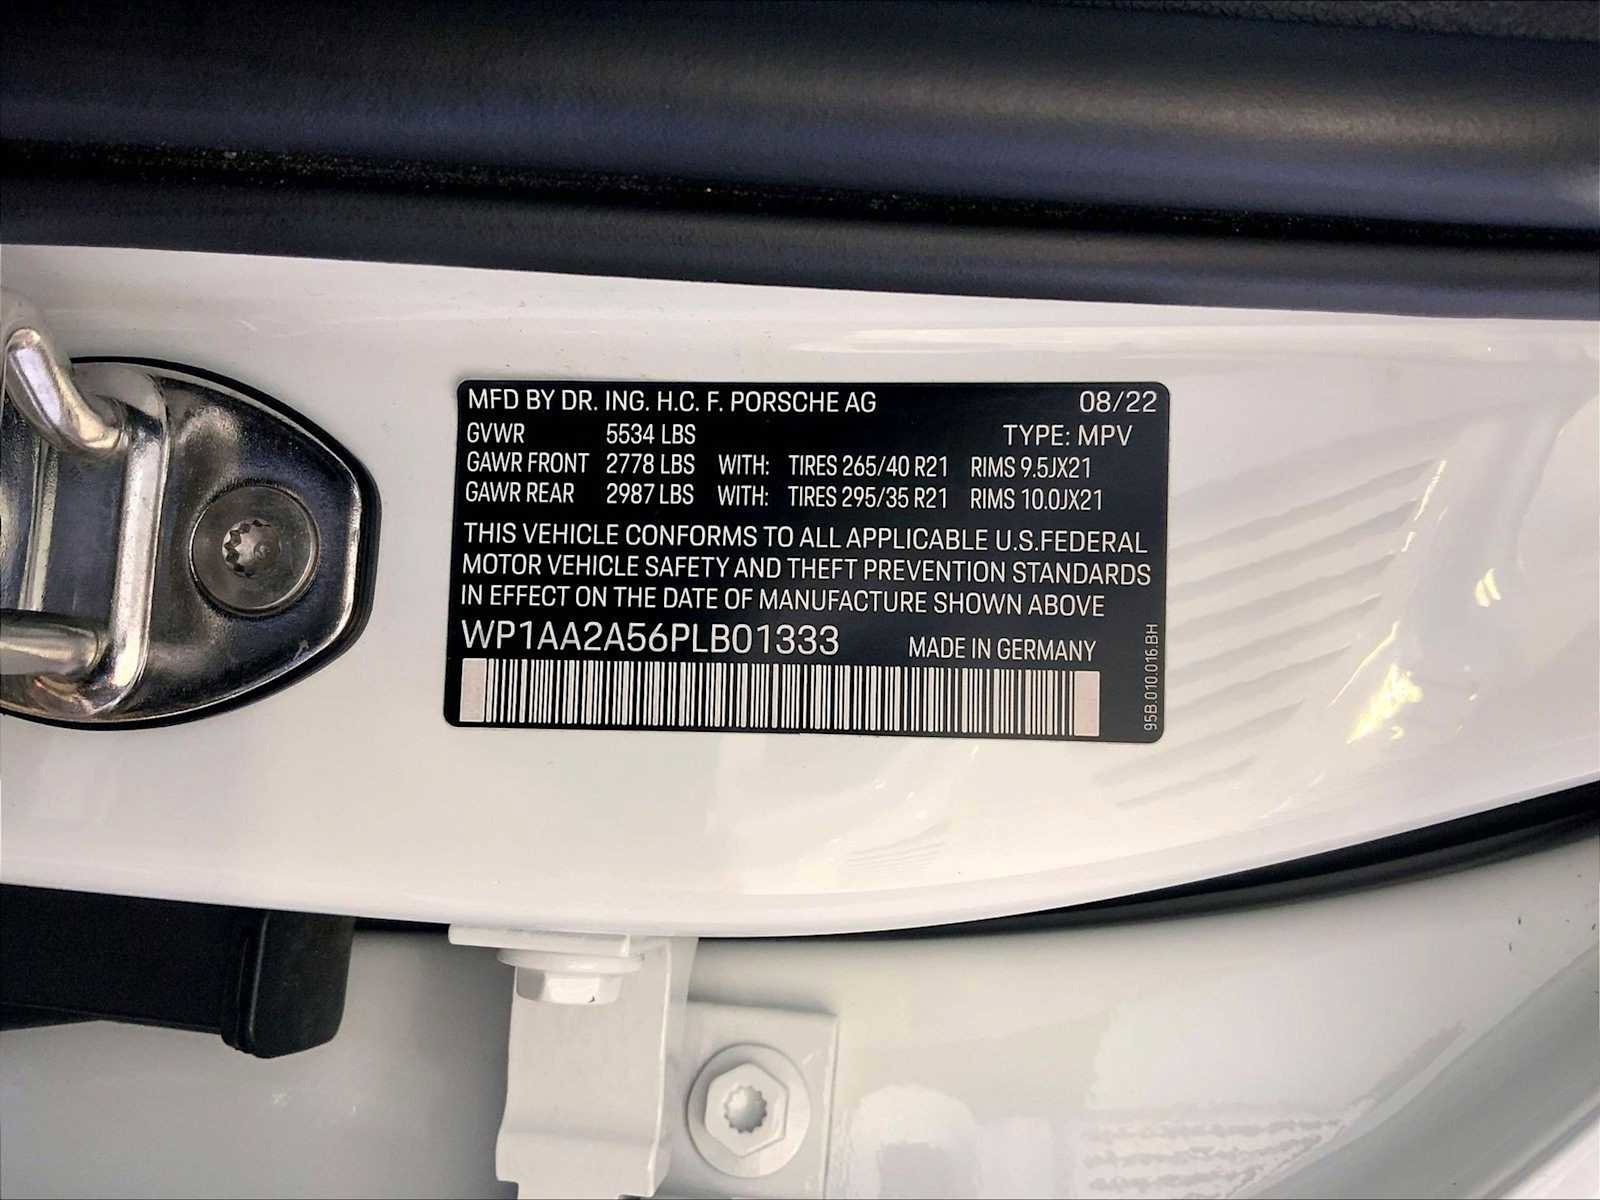 MFD BY DR. ING. H.C. F. PORSCHE AG 08/22
GVWR 5534 LBS TYPE: MPV
GAWR FRONT 2778 LBS WITH: TIRES 265/40 R21 RIMS 9.5JX21
GAWR REAR 2987 LBS WITH: TIRES 295/35 R21 RIMS 10.0JX21
THIS VEHICLE CONFORMS TO ALL APPLICABLE U.S.FEDERAL
MOTOR VEHICLE SAFETY AND THEFT PREVENTION STANDARDS
IN EFFECT ON THE DATE OF MANUFACTURE SHOWN ABOVE
WP1AA2A56PLB01333 MADE IN GERMANY
95B.010.016.BH